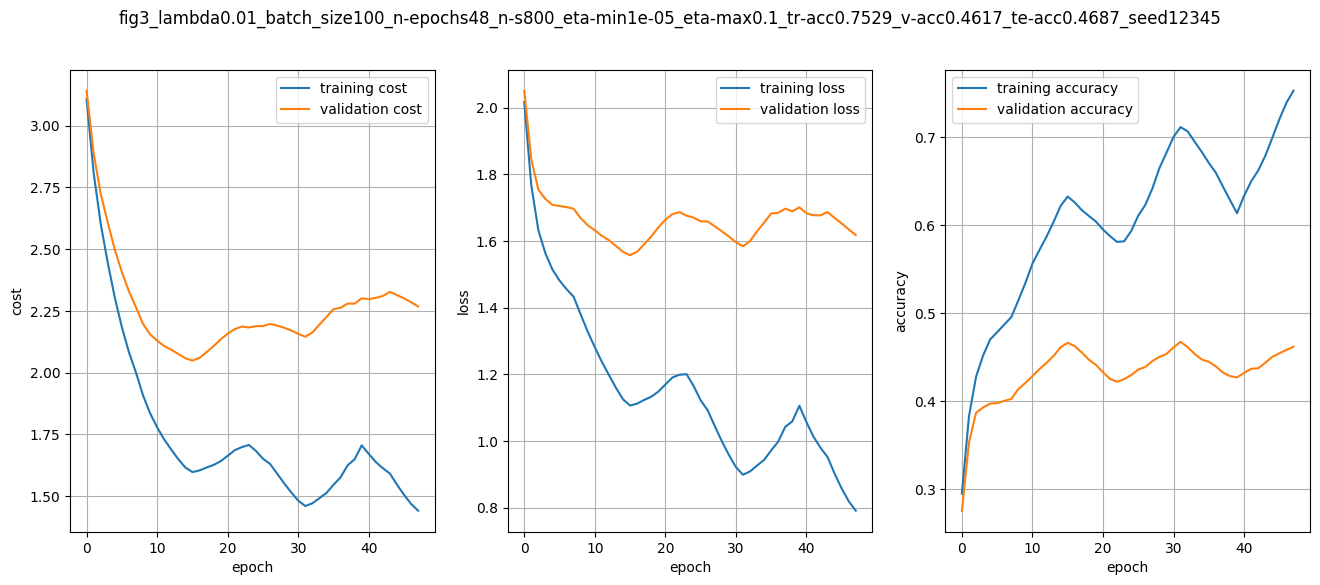 fig3_lambda0.01_batch_size100_n-epochs48_n-s800_eta-min1e-05_eta-max0.1_tr-acc0.7529_v-acc0.4617_te-acc0.4687_seed12345
training cost
validation cost
3.00
2.75
2.50
2.25
2.00
1.75
1.50
cost
0 10 20 30 40
epoch
training loss
validation loss
2.0
1.8
1.6
1.4
1.2
1.0
0.8
loss
0 10 20 30 40
epoch
training accuracy
validation accuracy
0.7
0.6
0.5
0.4
0.3
accuracy
0 10 20 30 40
epoch